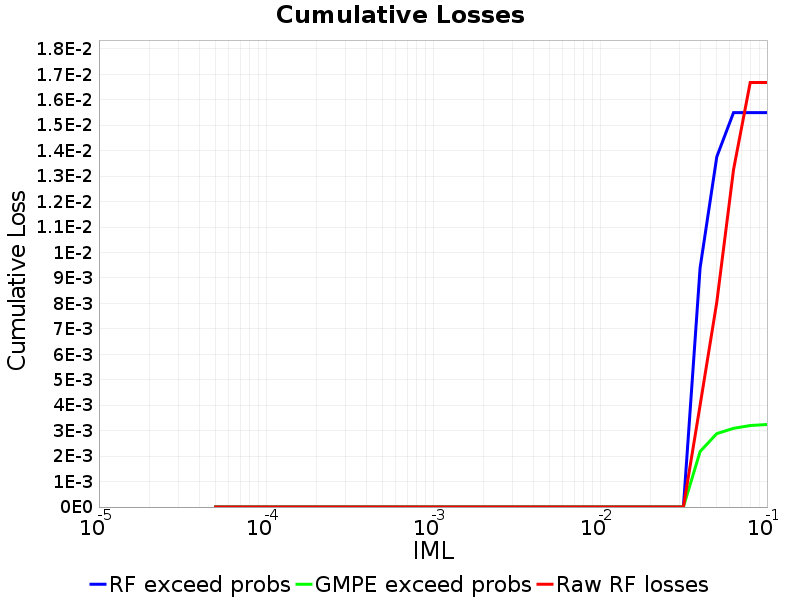 Cumulative Losses
1.8E-2
1.7E-2
1.6E-2
1.5E-2
1.4E-2
1.3E-2
1.2E-2
1.1E-2
1E-2
9E-3
8E-3
7E-3
6E-3
5E-3
4E-3
3E-3
2E-3
1E-3
0E0
Cumulative Loss
10^-5 10^-4 10^-3 10^-2 10^-1
IML
RF exceed probs GMPE exceed probs Raw RF losses